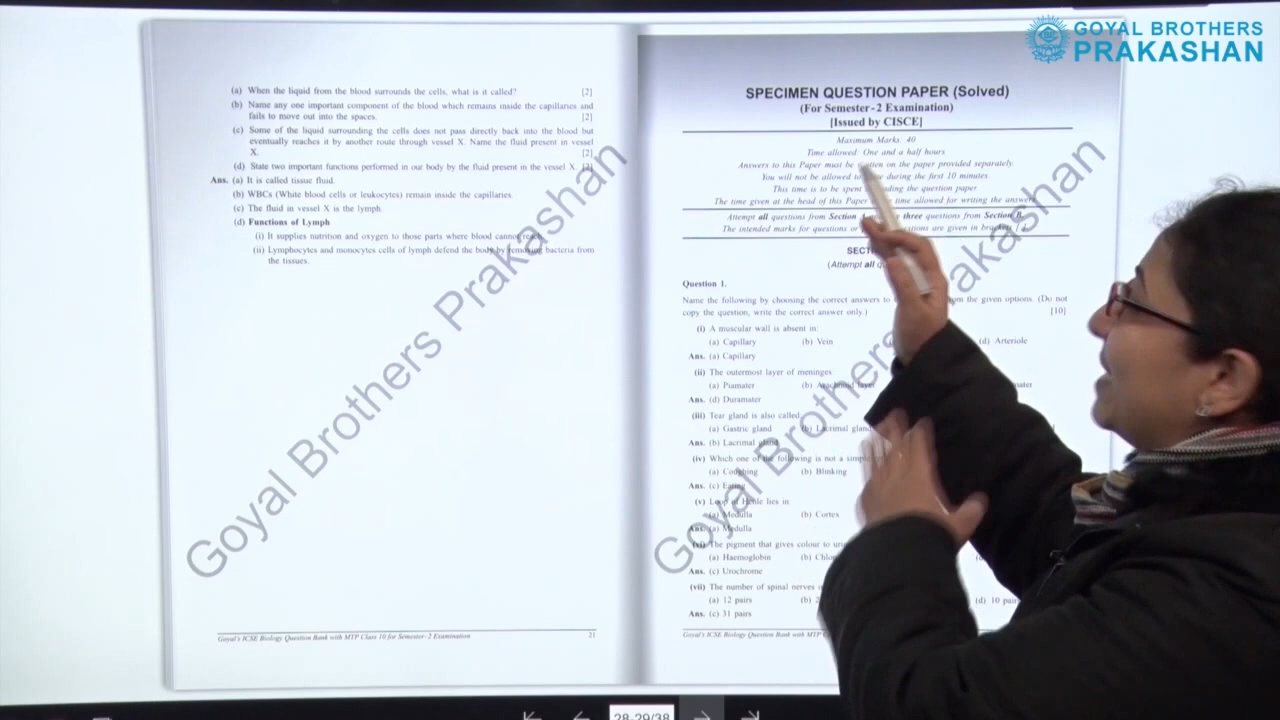 GOYAL BROTHERS
PRAKASHAN
(a) When the liquid from the blood surrounds the cells, what is it called? [2]
(b) Name any one important component of the blood which remains inside the capillaries and
fails to move out into the spaces. [2]
(c) Some of the liquid surrounding the cells does not pass directly back into the blood but
eventually reaches it by another route through vessel X. Name the fluid present in vessel
X. [2]
(d) State two important functions performed in our body by the fluid present in the vessel X. [2]
Ans. (a) It is called tissue fluid.
(b) WBCs (White blood cells or leukocytes) remain inside the capillaries.
(c) The fluid in vessel X is the lymph.
(d) Functions of Lymph
(i) It supplies nutrition and oxygen to those parts where blood cannot reach.
(ii) Lymphocytes and monocytes cells of lymph defend the body by removing bacteria from
the tissues.
Goyal Brothers Prakashan
Goyal's ICSE Biology Question Bank with MTP Class 10 for Semester-2 Examination 21
SPECIMEN QUESTION PAPER (Solved)
(For Semester-2 Examination)
[Issued by CISCE]
Maximum Marks 40
Time allowed: One and a half hours
Answers to this Paper must be on the paper provided separately
You will not be allowed to during the first 10 minutes
This time is to be spent the question paper
The time given at the head of this Paper time allowed for writing the answers
Attempt all questions from Section three questions from Section B.
The intended marks for questions or are given in brackets
(Attempt all
Question 1.
Name the following by choosing the correct answers to the given options. (Do not
copy the question, write the correct answer only.) [10]
(i) A muscular wall is absent in:
(a) Capillary (b) Vein (d) Arteriole
Ans. (a) Capillary
(ii) The outermost layer of meninges
(a) Piamater (b) Arachnoid layer
Ans. (d) Duramater
(iii) Tear gland is also called
(a) Gastric gland (b) Lacrimal gland
Ans. (b) Lacrimal gland
(iv) Which one of the following is not a simple
(a) Coughing (b) Blinking
Ans. (c) Eating
(v) Loop of Henle lies in
(a) Medulla (b) Cortex
Ans. (a) Medulla
(vi) The pigment that gives colour to
(a) Haemoglobin (b)
Ans. (c) Urochrome
(vii) The number of spinal nerves
(a) 12 pairs (b) (d) 10
Ans. (c) 31 pairs
Goyal Brothers Prakashan
Goyal's ICSE Biology Question Bank with MTP
28-29/38